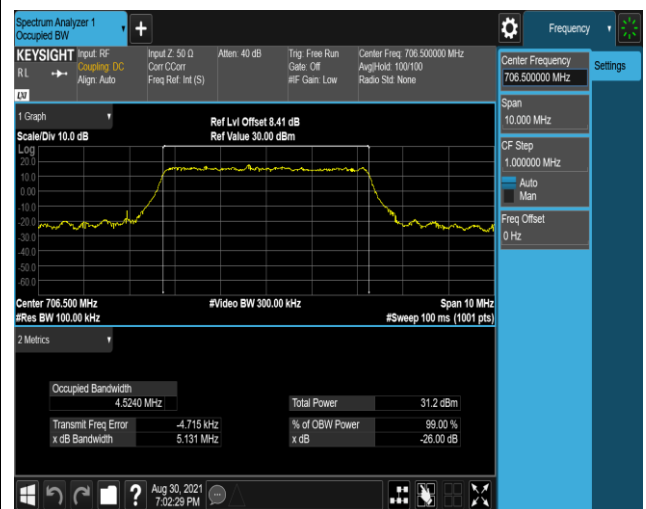 Spectrum Analyzer 1
Occupied BW
Frequency
KEYSIGHT
RL
LXI
Input: RF
Coupling: DC
Align: Auto
Input Z: 50 Ω
Corr CCorr
Freq Ref: Int (S)
Atten: 40 dB
Trig: Free Run
Gate: Off
#IF Gain: Low
Center Freq: 706.500000 MHz
Avg|Hold: 100/100
Radio Std: None
Center Frequency
706.500000 MHz
Settings
Span
10.000 MHz
CF Step
1.000000 MHz
Auto
Man
Freq Offset
0 Hz
1 Graph
Scale/Div 10.0 dB
Ref Lvl Offset 8.41 dB
Ref Value 30.00 dBm
Log
20.0
10.0
0.00
-10.0
-20.0
-30.0
-40.0
-50.0
-60.0
Center 706.500 MHz
#Video BW 300.00 kHz
Span 10 MHz
#Res BW 100.00 kHz
#Sweep 100 ms (1001 pts)
2 Metrics
Occupied Bandwidth
4.5240 MHz
Total Power 31.2 dBm
Transmit Freq Error -4.715 kHz
% of OBW Power 99.00 %
x dB Bandwidth 5.131 MHz
x dB -26.00 dB
?
Aug 30, 2021
7:02:29 PM